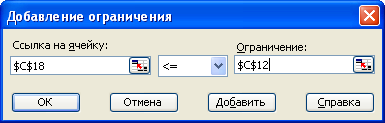 Добавление ограничения
Ссылка на ячейку: Ограничение:
$C$18 <= $C$12
ОК Отмена Добавить Справка